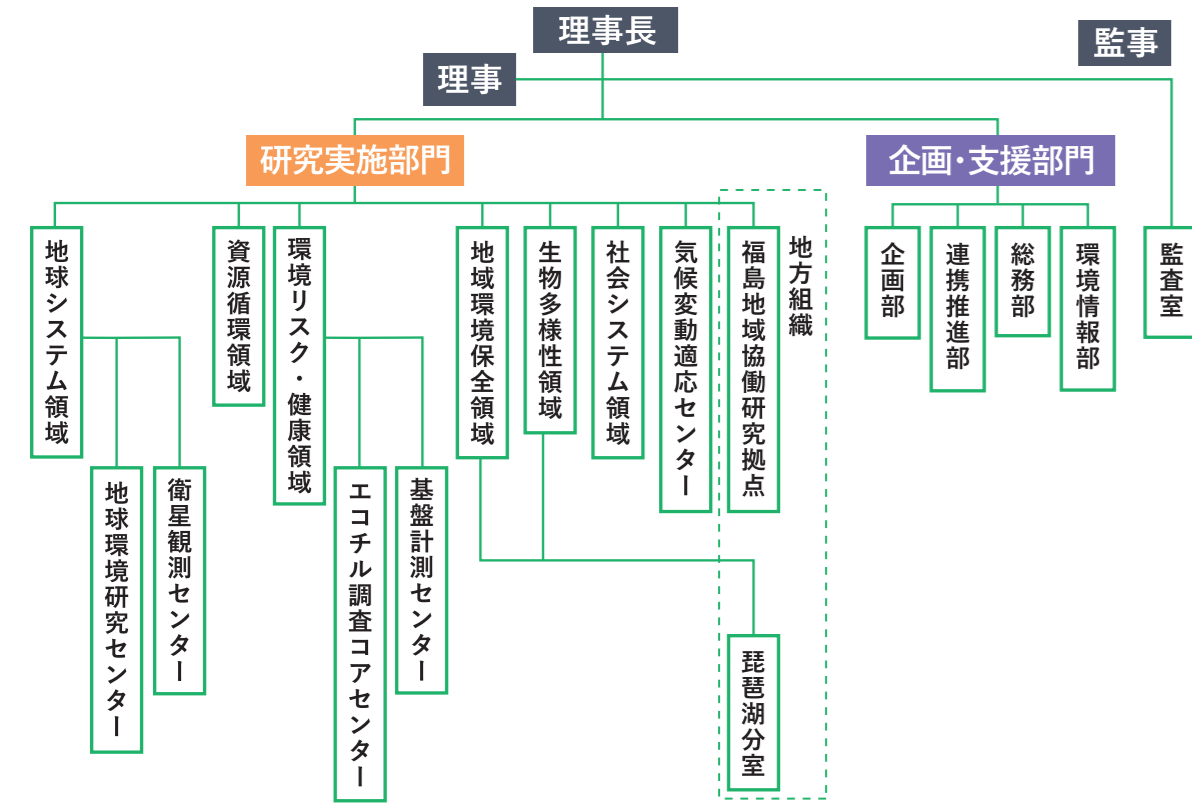 理事長
監事
理事
研究実施部門
企画・支援部門
地球システム領域
資源循環領域
環境リスク・健康領域
地域環境保全領域
生物多様性領域
社会システム領域
気候変動適応センター
福島地域協働研究拠点
地方組織
企画部
連携推進部
総務部
環境情報部
監査室
地球環境研究センター
衛星観測センター
エコチル調査コアセンター
基盤計測センター
琵琶湖分室